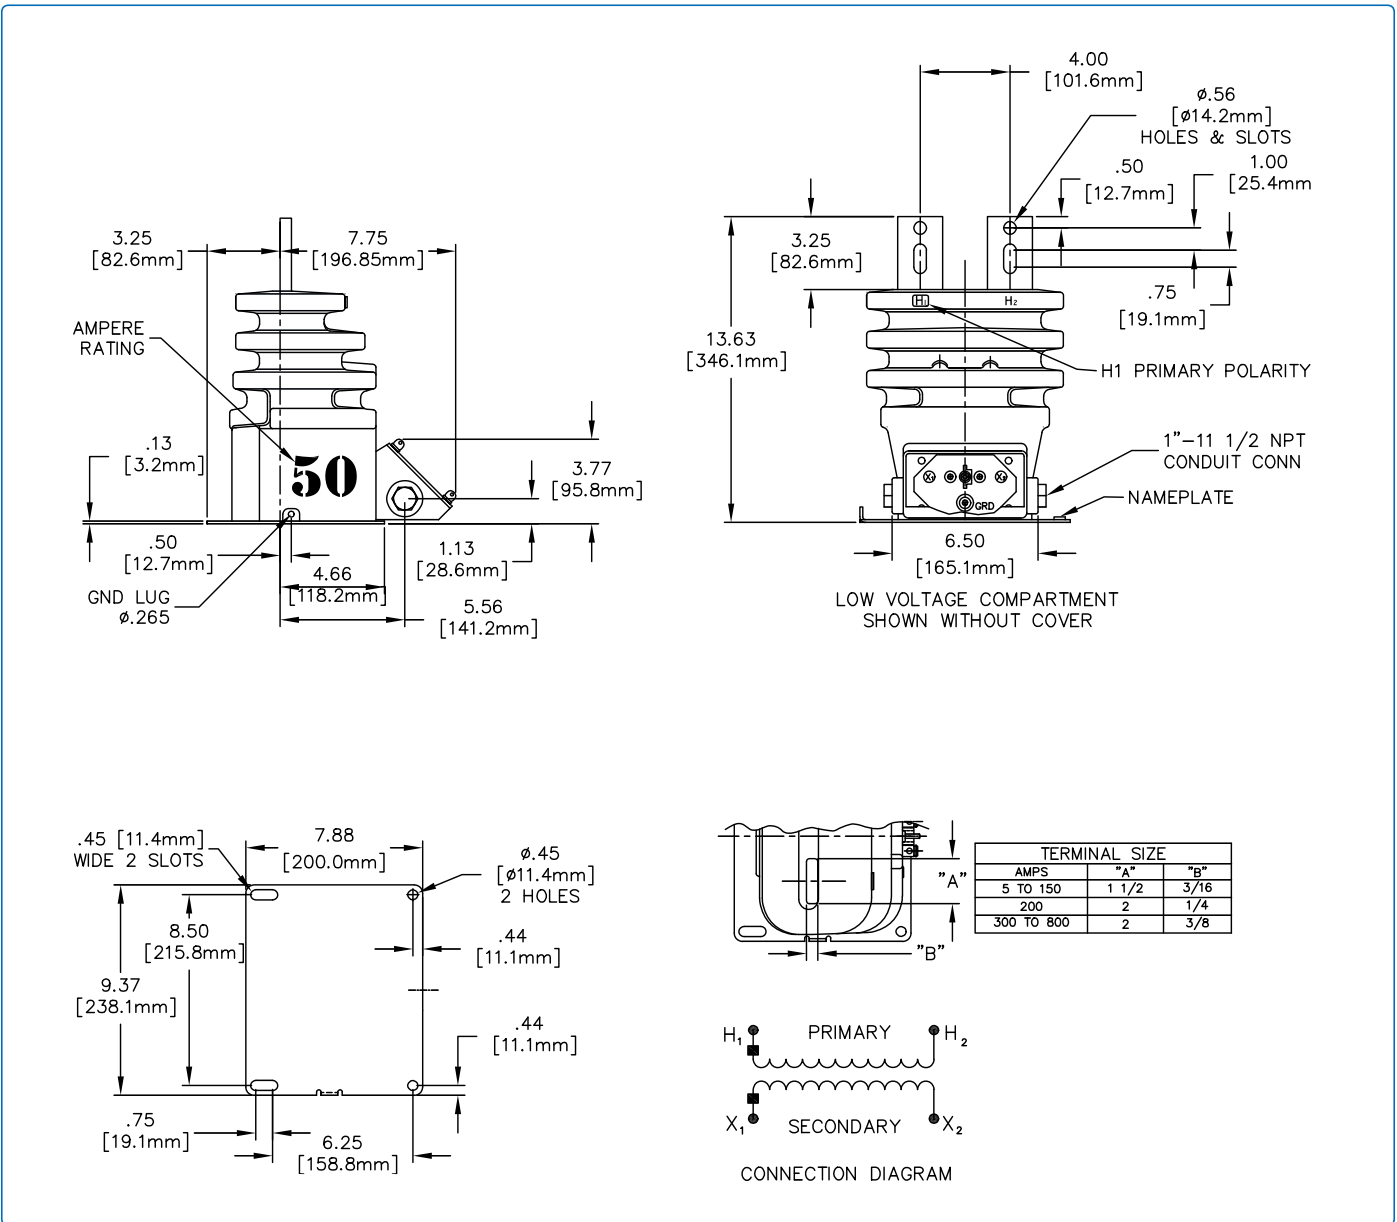 4.00
[101.6mm]
ø.56
[ø14.2mm]
HOLES & SLOTS
.50
[12.7mm]
1.00
[25.4mm
3.25
[82.6mm]
7.75
[196.85mm]
3.25
[82.6mm]
.75
[19.1mm]
H1
H2
AMPERE
RATING
13.63
[346.1mm]
H1 PRIMARY POLARITY
.13
[3.2mm]
50
3.77
[95.8mm]
1"-11 1/2 NPT
CONDUIT CONN
X1
X1
GRD
NAMEPLATE
.50
[12.7mm]
1.13
[28.6mm]
4.66
[118.2mm]
6.50
[165.1mm]
GND LUG
ø.265
5.56
[141.2mm]
LOW VOLTAGE COMPARTMENT
SHOWN WITHOUT COVER
.45 [11.4mm]
WIDE 2 SLOTS
7.88
[200.0mm]
ø.45
[ø11.4mm]
2 HOLES
8.50
[215.8mm]
.44
[11.1mm]
9.37
[238.1mm]
.44
[11.1mm]
.75
[19.1mm]
6.25
[158.8mm]
"A"
"B"
TERMINAL SIZE
AMPS "A" "B"
5 TO 150 1 1/2 3/16
200 2 1/4
300 TO 800 2 3/8
H1 PRIMARY H2
X1 SECONDARY X2
CONNECTION DIAGRAM